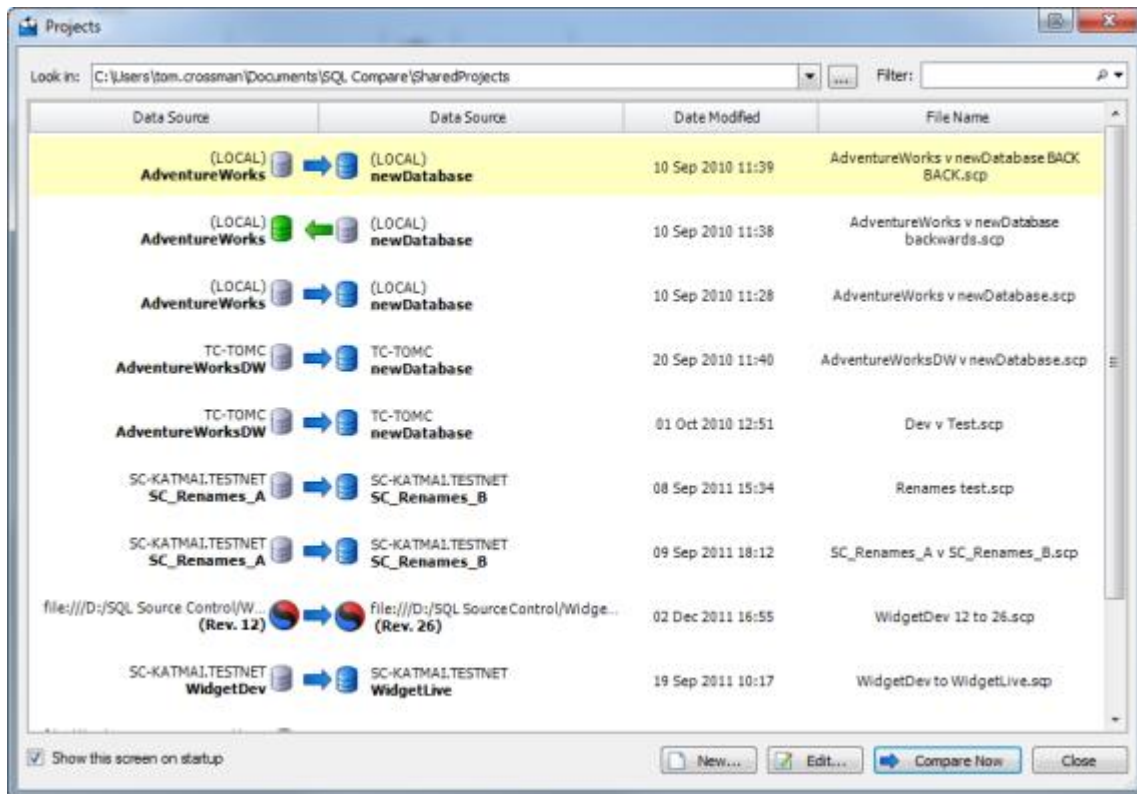 Projects
Look in: C:\Users\tom.crossman\Documents\SQL Compare\SharedProjects ... Filter:
Data Source Data Source Date Modified File Name
(LOCAL) (LOCAL) AdventureWorks v newDatabase BACK
AdventureWorks newDatabase 10 Sep 2010 11:39 BACK.scp
(LOCAL) (LOCAL) AdventureWorks v newDatabase
AdventureWorks newDatabase 10 Sep 2010 11:38 backwards.scp
(LOCAL) (LOCAL)
AdventureWorks newDatabase 10 Sep 2010 11:28 AdventureWorks v newDatabase.scp
TC-TOMC TC-TOMC
AdventureWorksDW newDatabase 20 Sep 2010 11:40 AdventureWorksDW v newDatabase.scp
TC-TOMC TC-TOMC
AdventureWorksDW newDatabase 01 Oct 2010 12:51 Dev v Test.scp
SC-KATMAI.TESTNET SC-KATMAI.TESTNET
SC_Renames_A SC_Renames_B 08 Sep 2011 15:34 Renames test.scp
SC-KATMAI.TESTNET SC-KATMAI.TESTNET
SC_Renames_A SC_Renames_B 09 Sep 2011 18:12 SC_Renames_A v SC_Renames_B.scp
file:///D:/SQL Source Control/W... file:///D:/SQL Source Control/Widge...
(Rev. 12) (Rev. 26) 02 Dec 2011 16:55 WidgetDev 12 to 26.scp
SC-KATMAI.TESTNET SC-KATMAI.TESTNET
WidgetDev WidgetLive 19 Sep 2011 10:17 WidgetDev to WidgetLive.scp
Show this screen on startup New... Edit... Compare Now Close